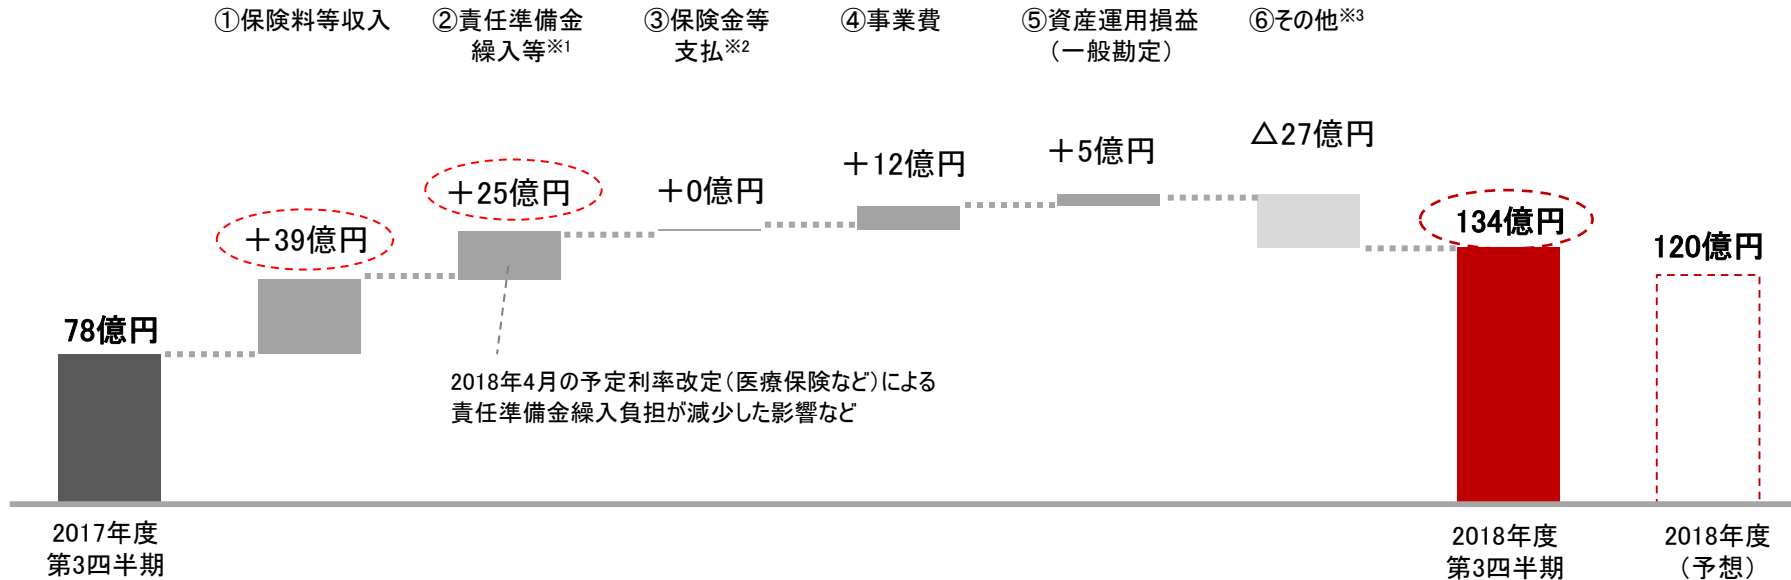 ①保険料等収入
②責任準備金
繰入等※1
③保険金等
支払※2
④事業費
⑤資産運用損益
（一般勘定）
⑥その他※3
78億円
＋39億円
＋25億円
＋0億円
＋12億円
＋5億円
△27億円
134億円
120億円
2018年4月の予定利率改定（医療保険など）による
責任準備金繰入負担が減少した影響など
2017年度
第3四半期
2018年度
第3四半期
2018年度
（予想）